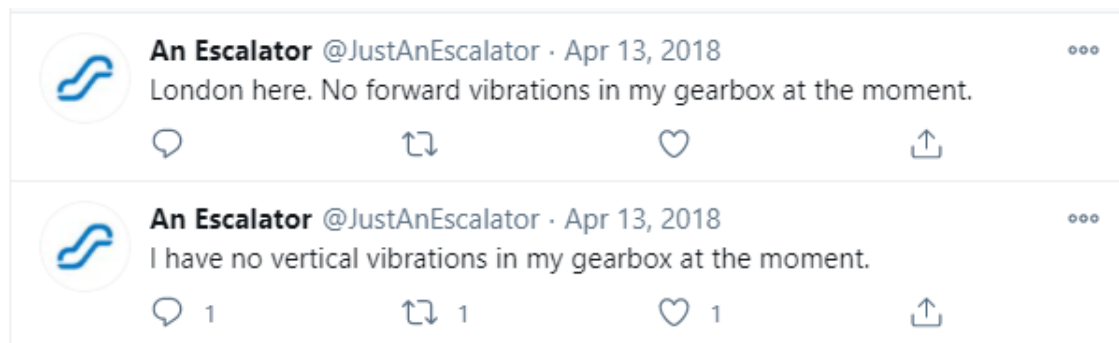 An Escalator @JustAnEscalator · Apr 13, 2018
London here. No forward vibrations in my gearbox at the moment.
An Escalator @JustAnEscalator · Apr 13, 2018
I have no vertical vibrations in my gearbox at the moment.
1 1 1